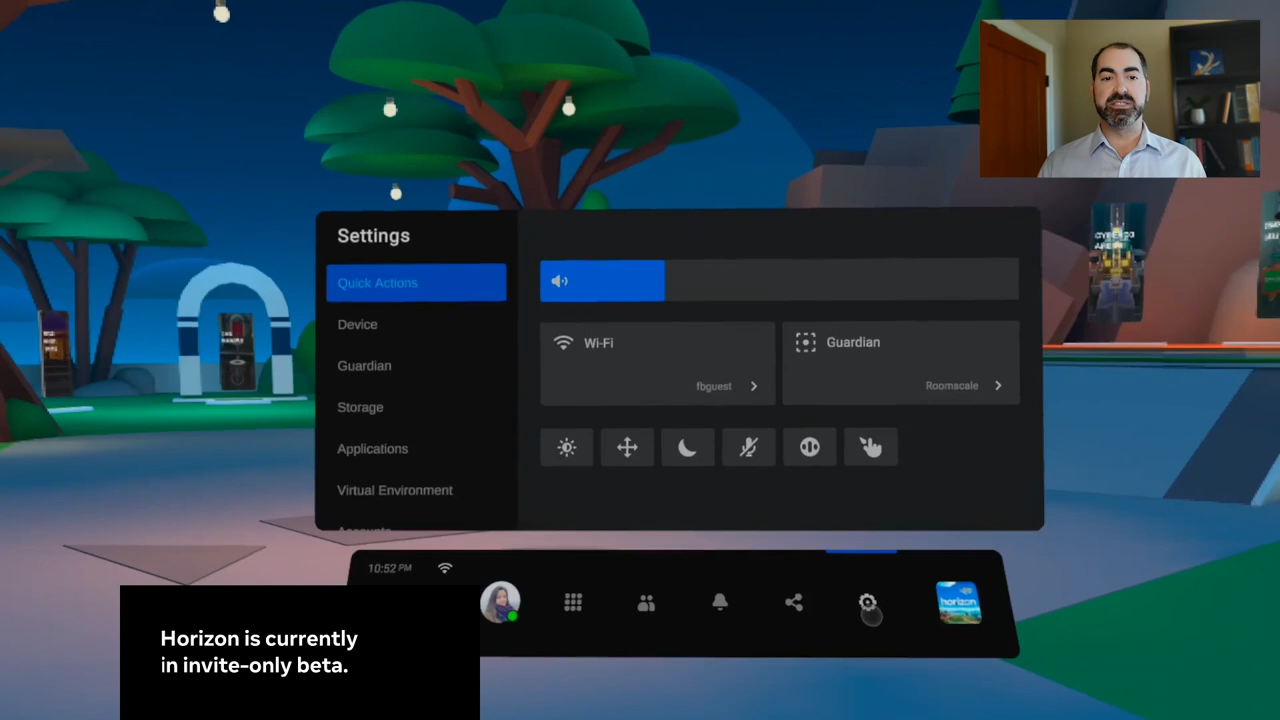 Settings
Quick Actions
Device
Guardian
Storage
Applications
Virtual Environment
Accounts
Wi-Fi
fbguest
Guardian
Roomscale
10:52 PM
horizon
Horizon is currently
in invite-only beta.